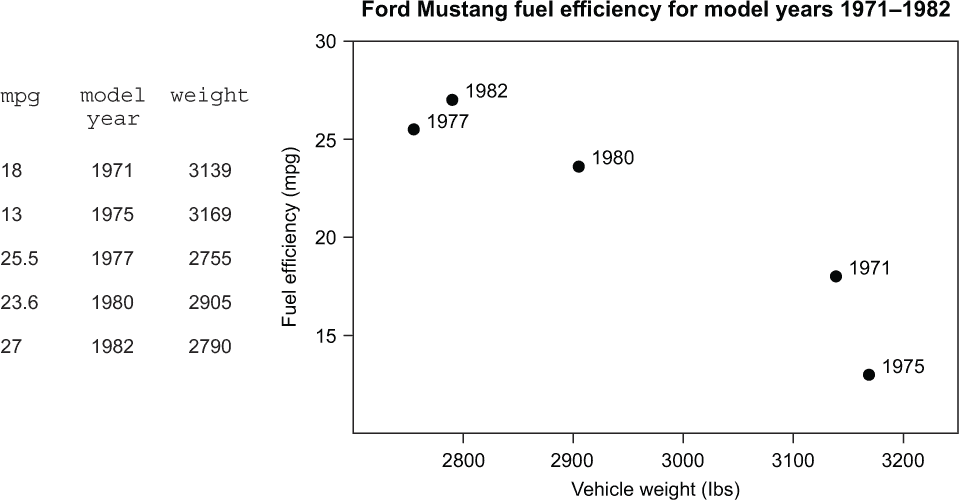 Ford Mustang fuel efficiency for model years 1971–1982
mpg model year weight
18 1971 3139
13 1975 3169
25.5 1977 2755
23.6 1980 2905
27 1982 2790
Fuel efficiency (mpg)
30
25
20
15
1982
1977
1980
1971
1975
2800 2900 3000 3100 3200
Vehicle weight (lbs)